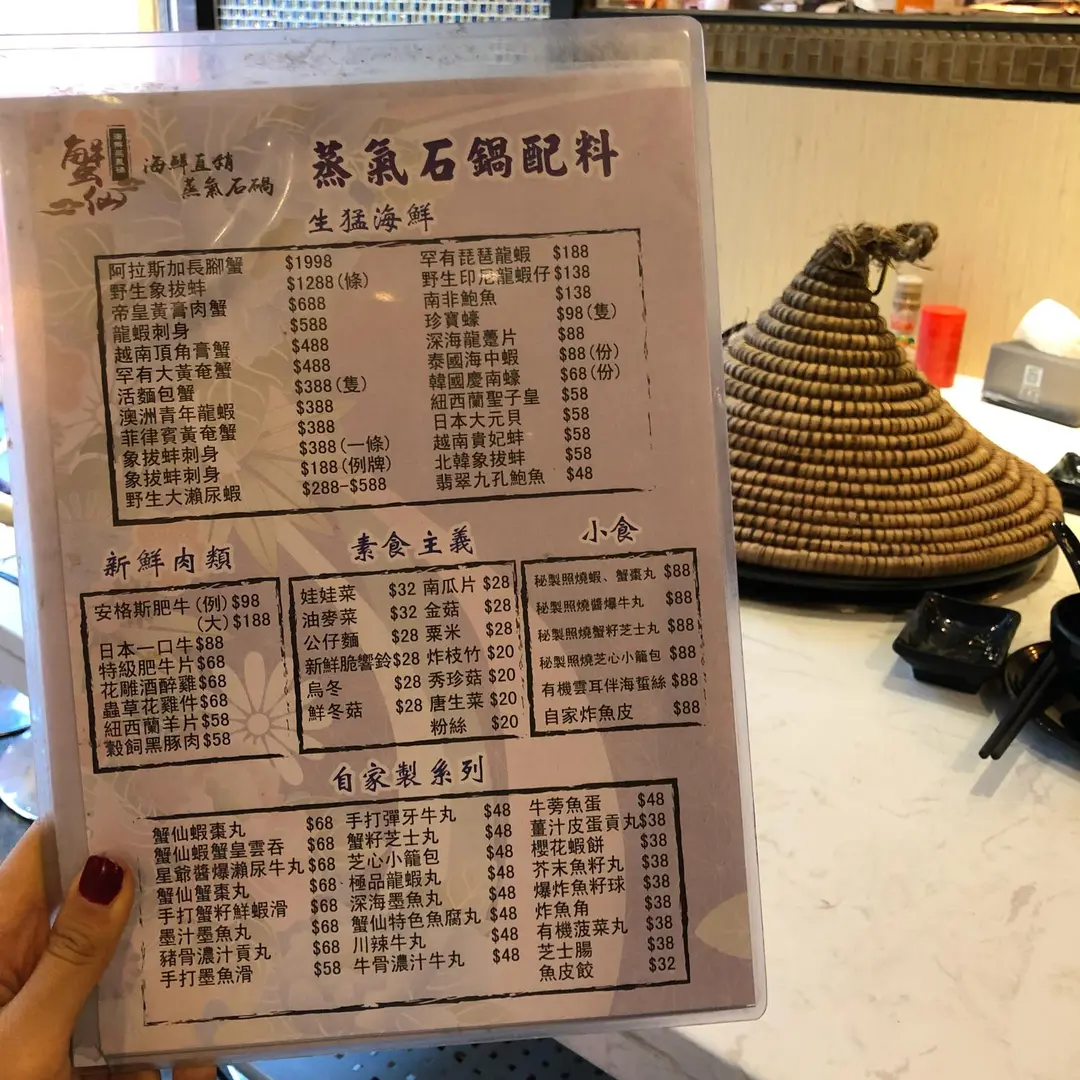 蟹仙
海鮮直銷
蒸氣石鍋
蒸氣石鍋配料
生猛海鮮
阿拉斯加長腳蟹 $1998
野生象拔蚌 $1288(條)
帝皇黃膏肉蟹 $688
龍蝦刺身 $588
越南頂角膏蟹 $488
罕有大黃奄蟹 $488
活麵包蟹 $388(隻)
澳洲青年龍蝦 $388
菲律賓黃奄蟹 $388
象拔蚌刺身 $388(一條)
象拔蚌刺身 $188(例牌)
野生大瀨尿蝦 $288-$588
罕有琵琶龍蝦 $188
野生印尼龍蝦仔 $138
南非鮑魚 $138
珍寶蠔 $98(隻)
深海龍躉片 $88
泰國海中蝦 $88(份)
韓國慶南蠔 $68(份)
紐西蘭聖子皇 $58
日本大元貝 $58
越南貴妃蚌 $58
北韓象拔蚌 $58
翡翠九孔鮑魚 $48
新鮮肉類
安格斯肥牛(例) $98
(大) $188
日本一口牛 $88
特級肥牛片 $68
花雕酒醉雞 $68
蟲草花雞件 $68
紐西蘭羊片 $58
穀飼黑豚肉 $58
素食主義
娃娃菜 $32
油麥菜 $32
公仔麵 $28
新鮮脆響鈴 $28
烏冬 $28
鮮冬菇 $28
南瓜片 $28
金菇 $28
粟米 $28
炸枝竹 $20
秀珍菇 $20
唐生菜 $20
粉絲 $20
小食
秘製照燒蝦、蟹棗丸 $88
秘製照燒醬爆牛丸 $88
秘製照燒蟹籽芝士丸 $88
秘製照燒芝心小籠包 $88
有機雲耳伴海蜇絲 $88
自家炸魚皮 $88
自家製系列
蟹仙蝦棗丸 $68
蟹仙蝦蟹皇雲吞 $68
星爺醬爆瀨尿牛丸 $68
蟹仙蟹棗丸 $68
手打蟹籽鮮蝦滑 $68
墨汁墨魚丸 $68
豬骨濃汁貢丸 $68
手打墨魚滑 $58
手打彈牙牛丸 $48
蟹籽芝士丸 $48
芝心小籠包 $48
極品龍蝦丸 $48
深海墨魚丸 $48
蟹仙特色魚腐丸 $48
川辣牛丸 $48
牛骨濃汁牛丸 $48
牛蒡魚蛋 $48
薑汁皮蛋貢丸 $38
櫻花蝦餅 $38
芥末魚籽丸 $38
爆炸魚籽球 $38
炸魚角 $38
有機菠菜丸 $38
芝士腸 $38
魚皮餃 $32